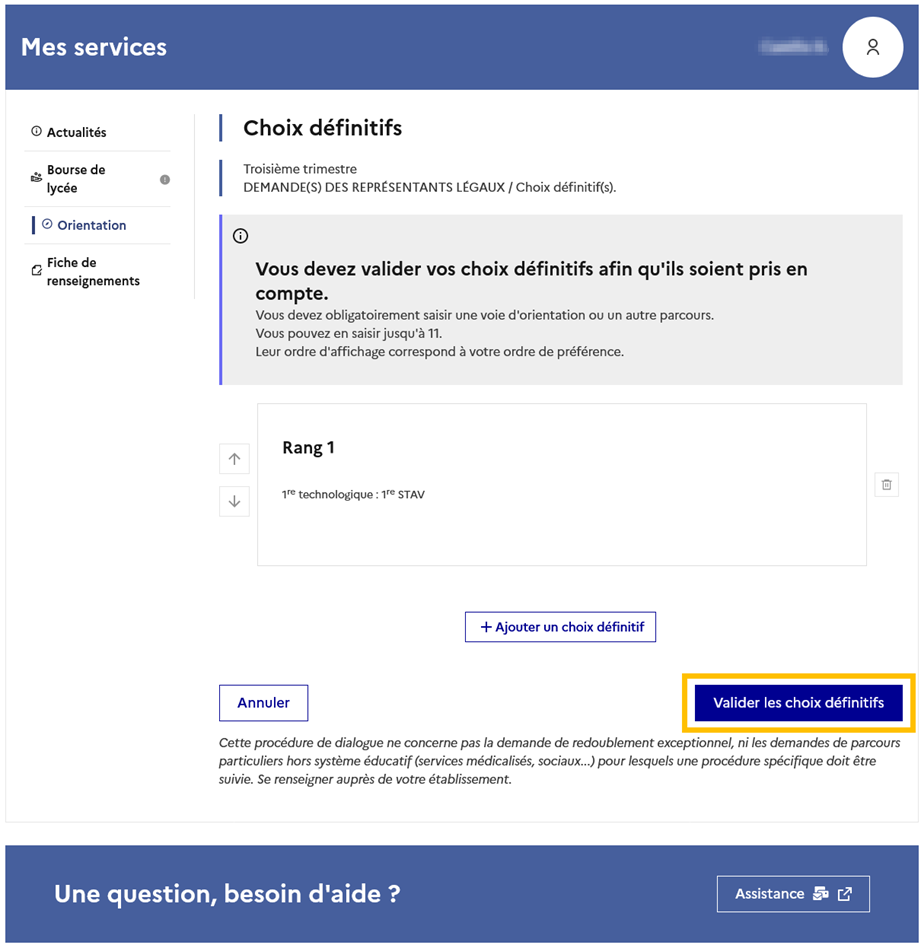 Mes services
Actualités
Bourse de
lycée
Orientation
Fiche de
renseignements
Choix définitifs
Troisième trimestre
DEMANDE(S) DES REPRÉSENTANTS LÉGAUX / Choix définitif(s).
Vous devez valider vos choix définitifs afin qu'ils soient pris en
compte.
Vous devez obligatoirement saisir une voie d'orientation ou un autre parcours.
Vous pouvez en saisir jusqu'à 11.
Leur ordre d'affichage correspond à votre ordre de préférence.
Rang 1
1re technologique : 1re STAV
+ Ajouter un choix définitif
Annuler
Valider les choix définitifs
Cette procédure de dialogue ne concerne pas la demande de redoublement exceptionnel, ni les demandes de parcours
particuliers hors système éducatif (services médicalisés, sociaux...) pour lesquels une procédure spécifique doit être
suivie. Se renseigner auprès de votre établissement.
Une question, besoin d'aide ?
Assistance